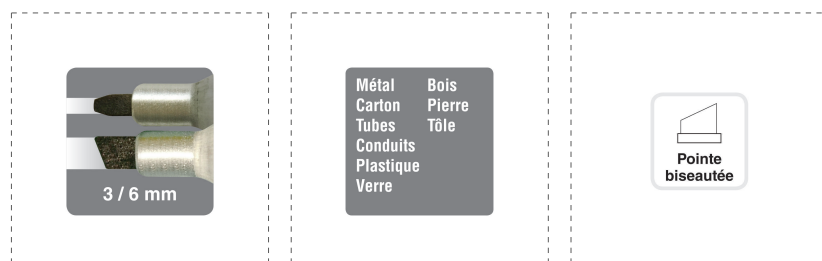 3 / 6 mm
Métal Bois
Carton Pierre
Tubes Tôle
Conduits
Plastique
Verre
Pointe
biseautée